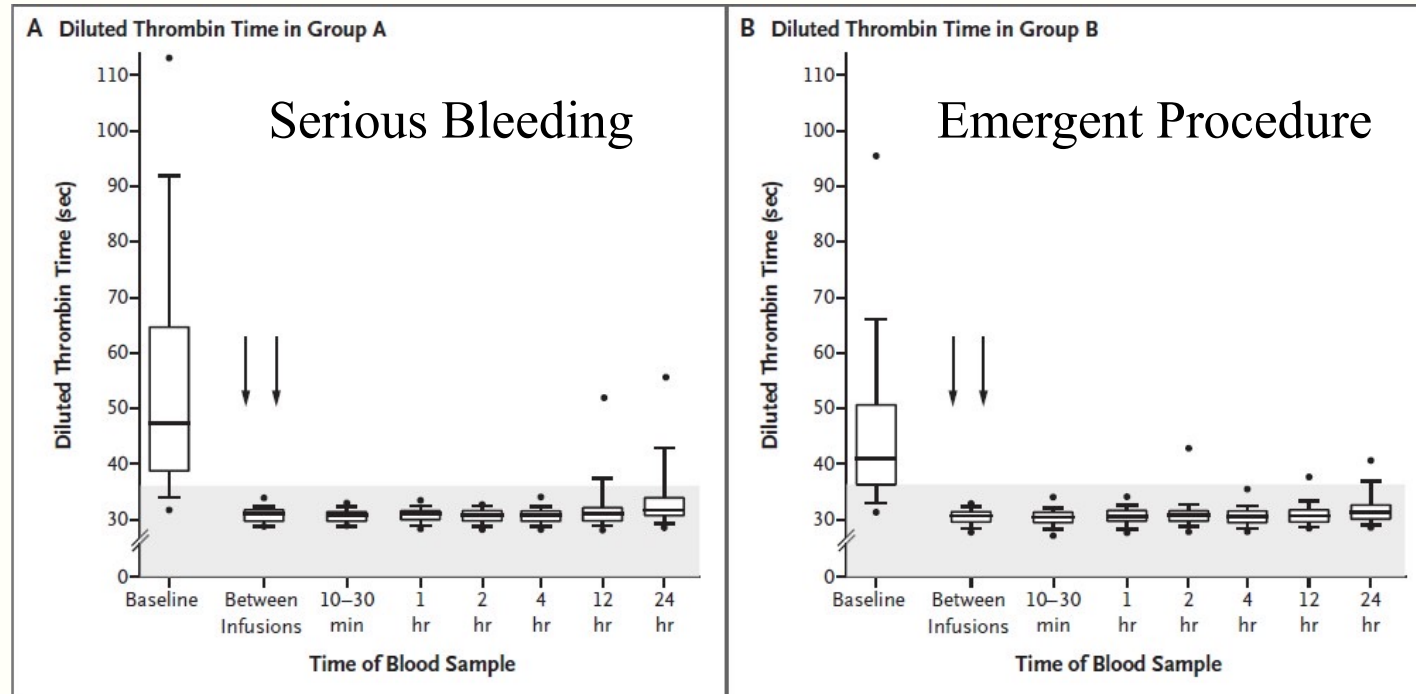 A Diluted Thrombin Time in Group A
Serious Bleeding
Diluted Thrombin Time (sec)
110
100
90
80
70
60
50
40
30
0
Baseline Between Infusions 10–30 min 1 hr 2 hr 4 hr 12 hr 24 hr
Time of Blood Sample
B Diluted Thrombin Time in Group B
Emergent Procedure
Diluted Thrombin Time (sec)
110
100
90
80
70
60
50
40
30
0
Baseline Between Infusions 10–30 min 1 hr 2 hr 4 hr 12 hr 24 hr
Time of Blood Sample